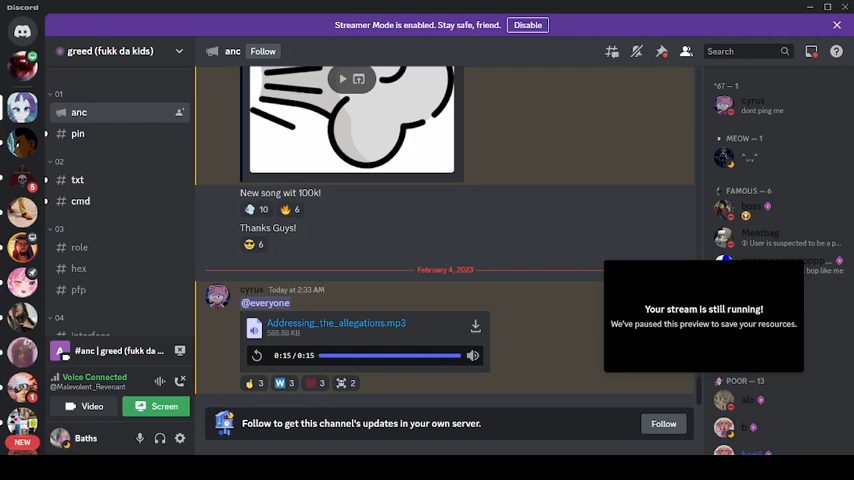 Discord
Streamer Mode is enabled. Stay safe, friend.
Disable
greed (fukk da kids)
anc
Follow
Search
01
anc
pin
02
txt
cmd
5
03
role
hex
pfp
04
New song wit 100k!
10
6
Thanks Guys!
6
February 4, 2023
cyrus Today at 2:33 AM
@everyone
Addressing_the_allegations.mp3
588.88 KB
0:15/0:15
3
3
3
2
Follow to get this channel's updates in your own server.
Follow
*67 — 1
cyrus
dont ping me
MEOW — 1
^_,^
FAMOUS — 6
boss
Meatbag
User is suspected to be a p...
bop like me
Your stream is still running!
We've paused this preview to save your resources.
POOR — 13
alo
b
#anc | greed (fukk da ...
Voice Connected
@Malevolent_Revenant
Video
Screen
1
NEW
Baths